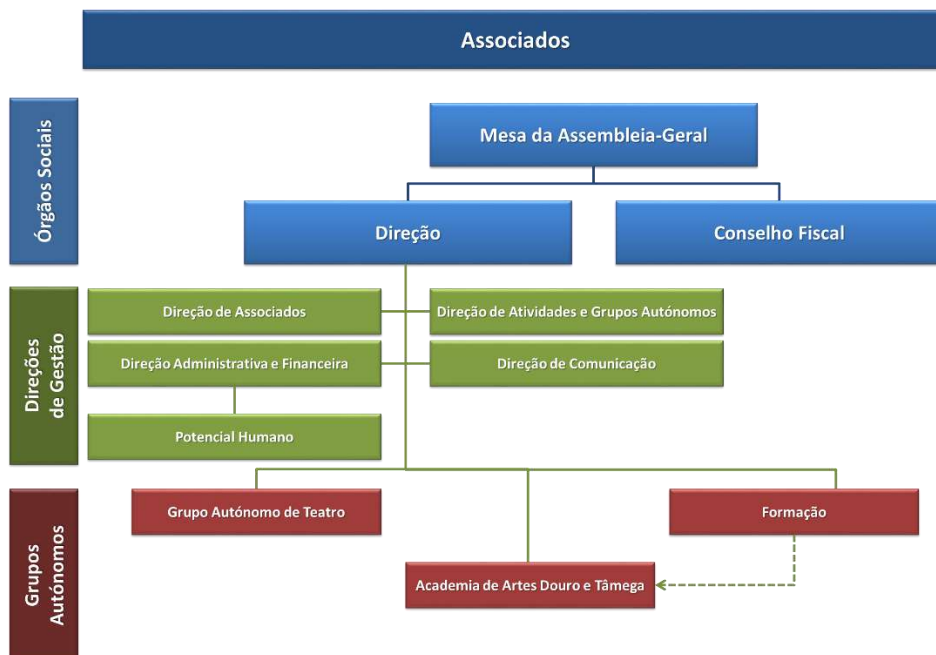 Associados
Órgãos Sociais
Mesa da Assembleia-Geral
Direção
Conselho Fiscal
Direções
de Gestão
Direção de Associados
Direção de Atividades e Grupos Autónomos
Direção Administrativa e Financeira
Direção de Comunicação
Potencial Humano
Grupos
Autónomos
Grupo Autónomo de Teatro
Formação
Academia de Artes Douro e Tâmega